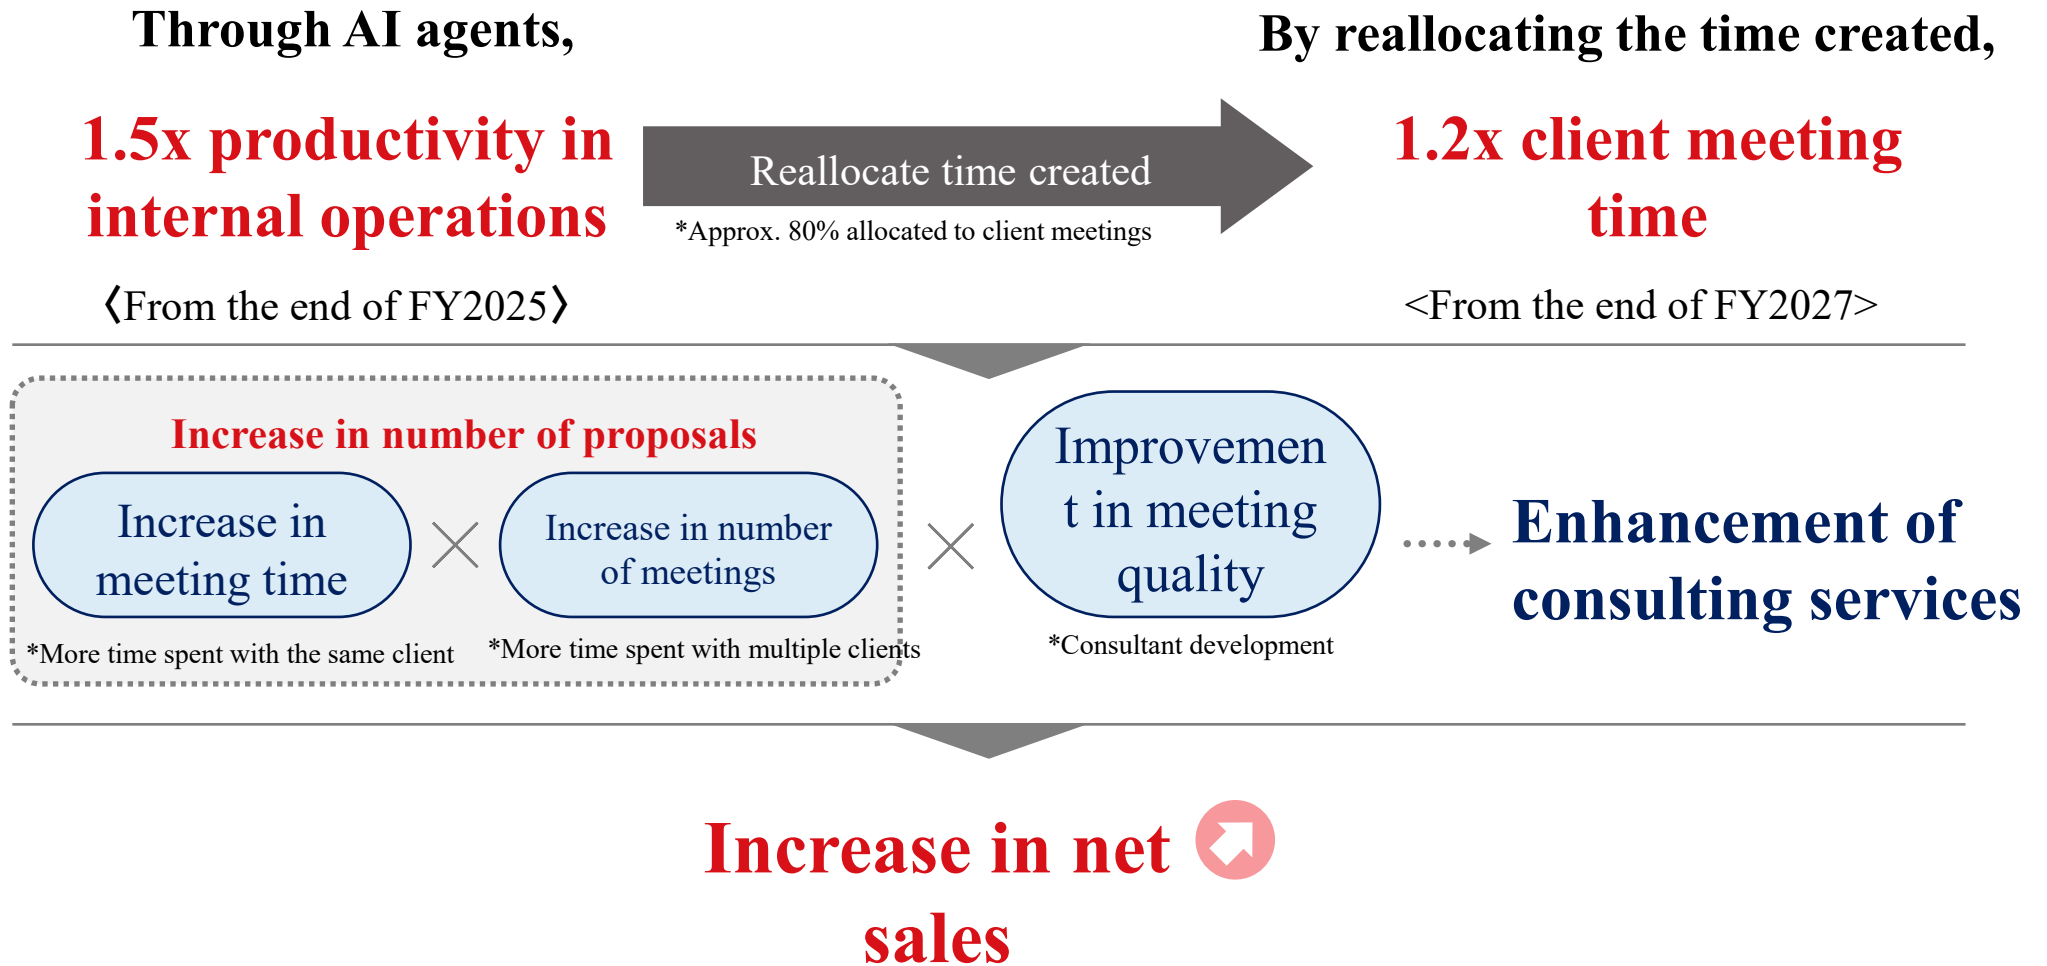 Through AI agents,
1.5x productivity in
internal operations
〈From the end of FY2025〉
Reallocate time created
*Approx. 80% allocated to client meetings
By reallocating the time created,
1.2x client meeting
time
<From the end of FY2027>
Increase in number of proposals
Increase in
meeting time
*More time spent with the same client
Increase in number
of meetings
*More time spent with multiple clients
Improvemen
t in meeting
quality
*Consultant development
Enhancement of
consulting services
Increase in net
sales